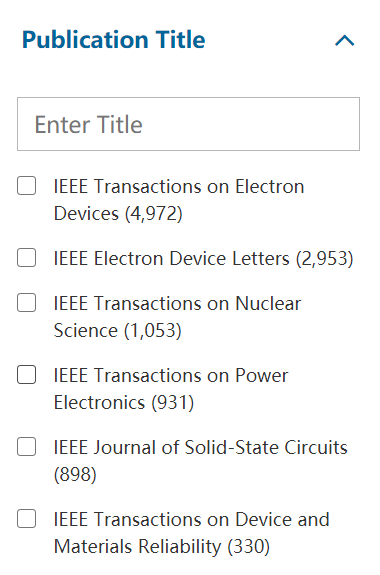 Publication Title
Enter Title
IEEE Transactions on Electron
Devices (4,972)
IEEE Electron Device Letters (2,953)
IEEE Transactions on Nuclear
Science (1,053)
IEEE Transactions on Power
Electronics (931)
IEEE Journal of Solid-State Circuits
(898)
IEEE Transactions on Device and
Materials Reliability (330)